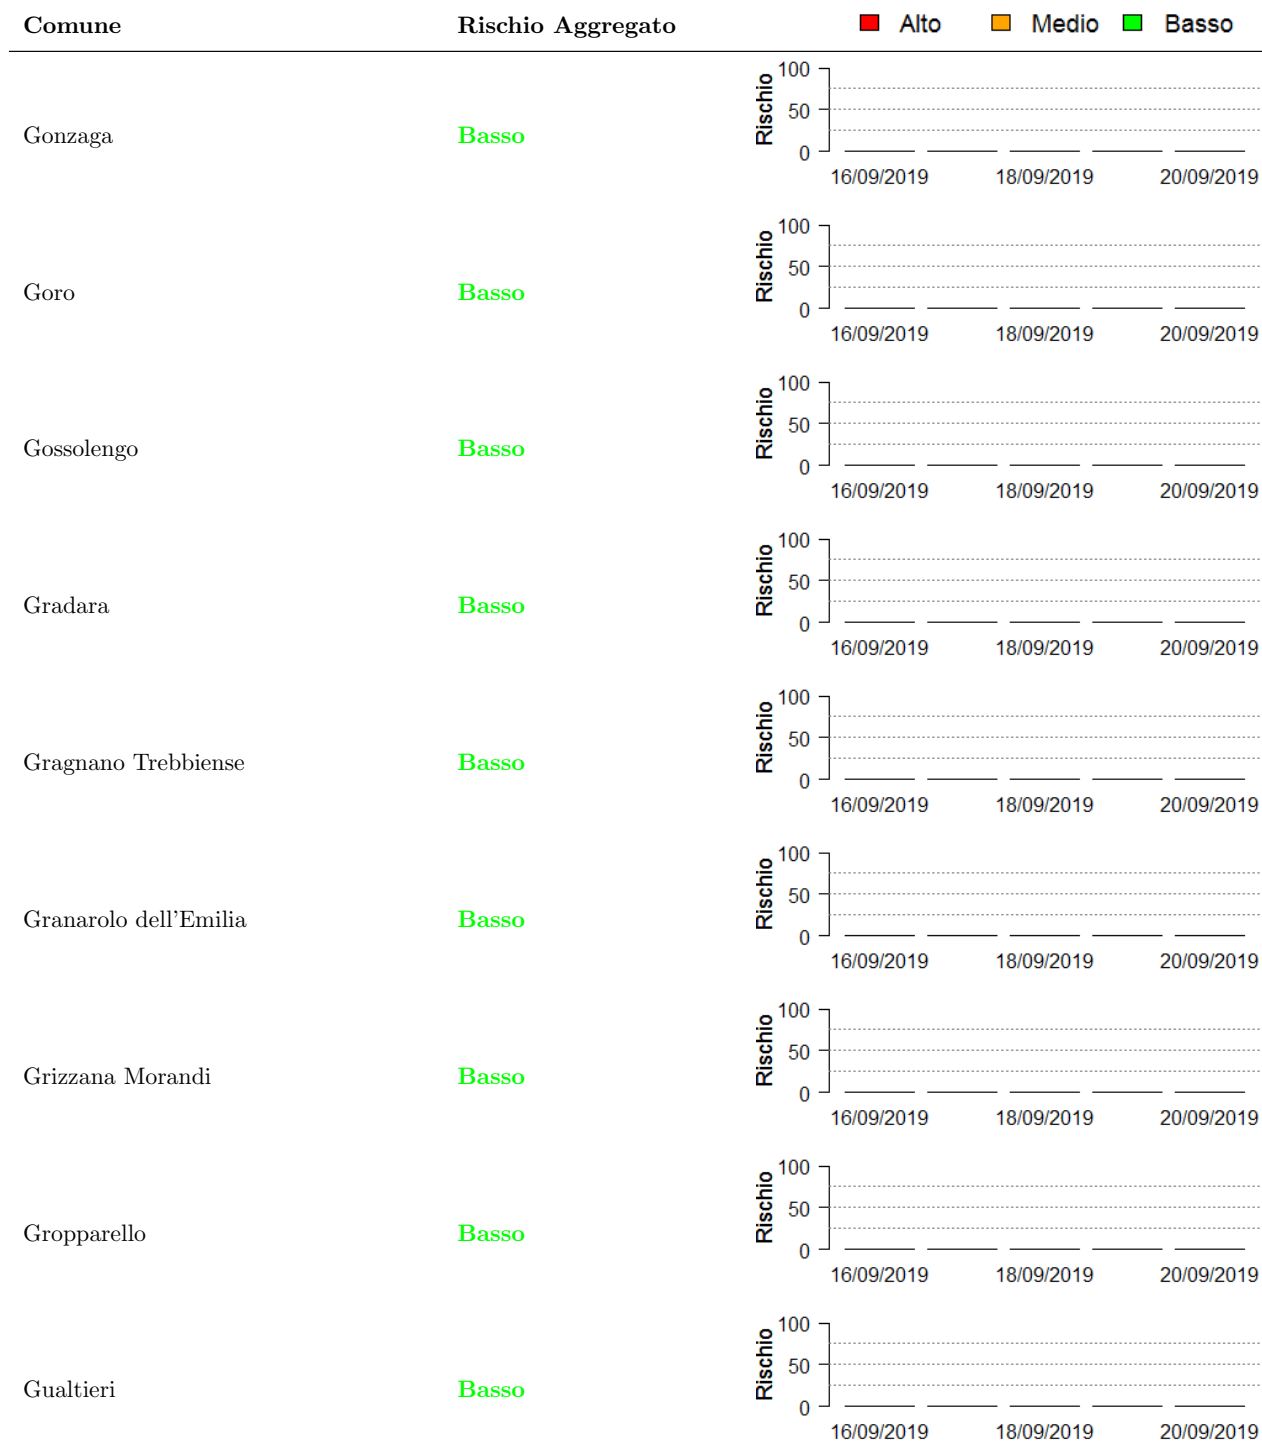 Comune Rischio Aggregato Alto Medio Basso
100
50
0
Rischio
Gonzaga Basso
16/09/2019 18/09/2019 20/09/2019
100
50
0
Rischio
Goro Basso
16/09/2019 18/09/2019 20/09/2019
100
50
0
Rischio
Gossolengo Basso
16/09/2019 18/09/2019 20/09/2019
100
50
0
Rischio
Gradara Basso
16/09/2019 18/09/2019 20/09/2019
100
50
0
Rischio
Gragnano Trebbiense Basso
16/09/2019 18/09/2019 20/09/2019
100
50
0
Rischio
Granarolo dell'Emilia Basso
16/09/2019 18/09/2019 20/09/2019
100
50
0
Rischio
Grizzana Morandi Basso
16/09/2019 18/09/2019 20/09/2019
100
50
0
Rischio
Gropparello Basso
16/09/2019 18/09/2019 20/09/2019
100
50
0
Rischio
Gualtieri Basso
16/09/2019 18/09/2019 20/09/2019